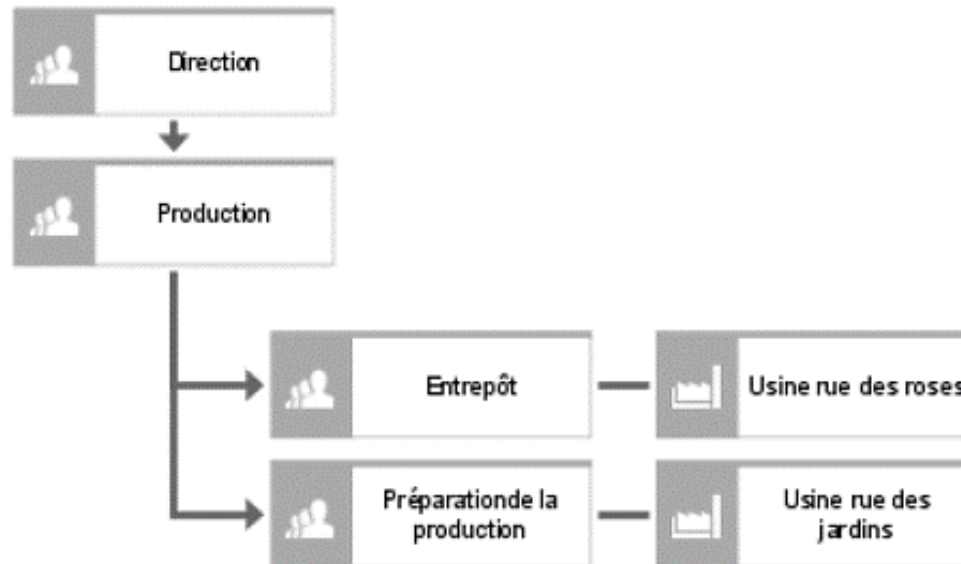 Direction
Production
Entrepôt
Usine rue des roses
Préparationde la
production
Usine rue des
jardins